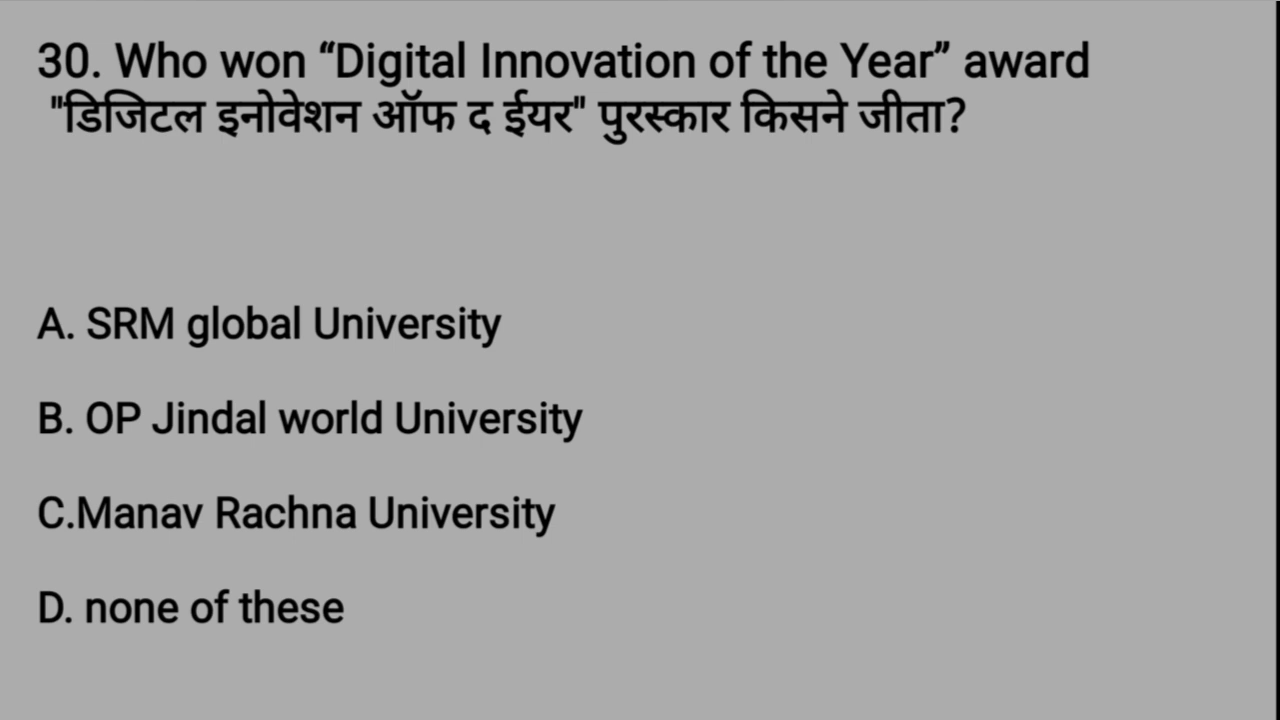 30. Who won “Digital Innovation of the Year” award
"डिजिटल इनोवेशन ऑफ द ईयर" पुरस्कार किसने जीता?
A. SRM global University
B. OP Jindal world University
C.Manav Rachna University
D. none of these